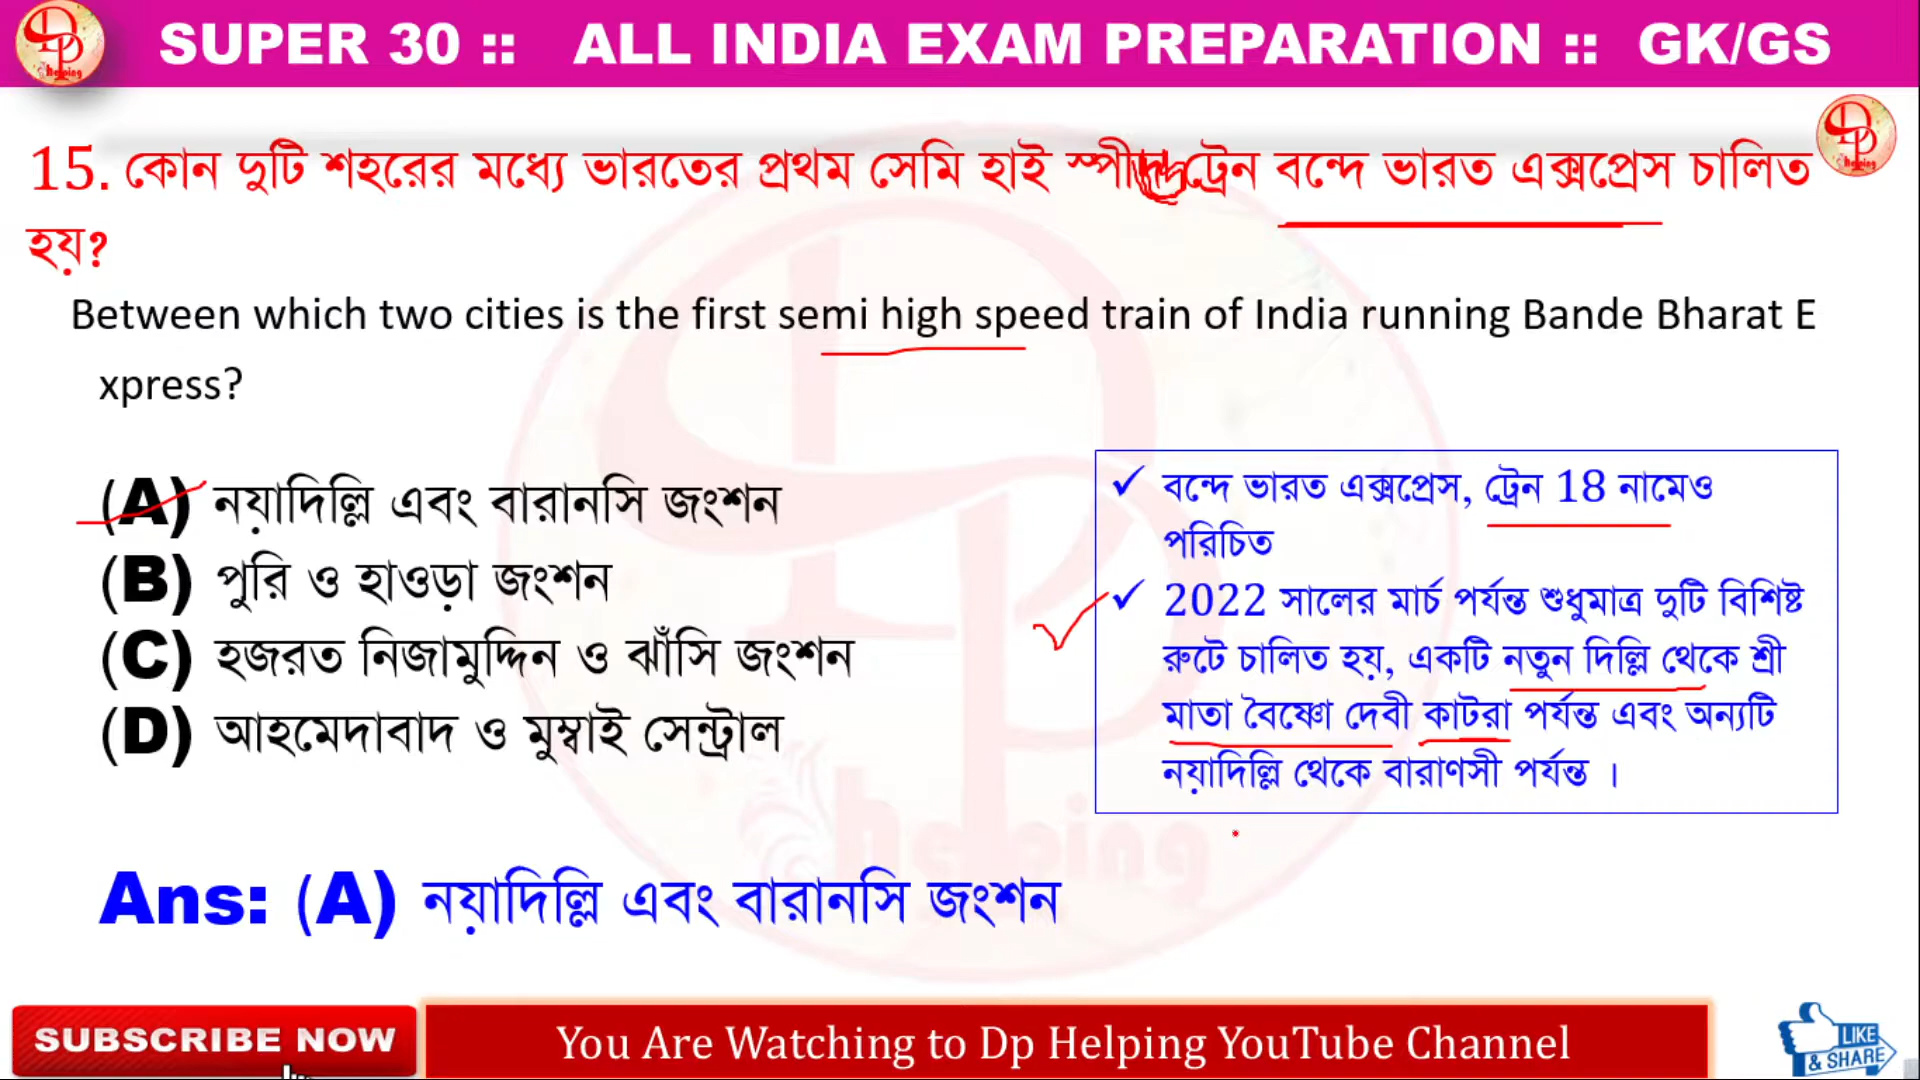 SUPER 30 :: ALL INDIA EXAM PREPARATION :: GK/GS
15. কোন দুটি শহরের মধ্যে ভারতের প্রথম সেমি হাই ট্রেন বন্দে ভারত এক্সপ্রেস চালিত
হয়?
Between which two cities is the first semi high speed train of India running Bande Bharat E
xpress?
(A) নয়াদিল্লি এবং বারানসি জংশন
(B) পুরি ও হাওড়া জংশন
(C) হজরত নিজামুদ্দিন ও ঝাঁসি জংশন
(D) আহমেদাবাদ ও মুম্বাই সেন্ট্রাল
✓ বন্দে ভারত এক্সপ্রেস, ট্রেন 18 নামেও
পরিচিত
✓ 2022 সালের মার্চ পর্যন্ত শুধুমাত্র দুটি বিশিষ্ট
রুটে চালিত হয়, একটি নতুন দিল্লি থেকে শ্রী
মাতা বৈষ্ণো দেবী কাটরা পর্যন্ত এবং অন্যটি
নয়াদিল্লি থেকে বারাণসী পর্যন্ত ।
Ans: (A) নয়াদিল্লি এবং বারানসি জংশন
SUBSCRIBE NOW
You Are Watching to Dp Helping YouTube Channel
LIKE
& SHARE
DP
helping